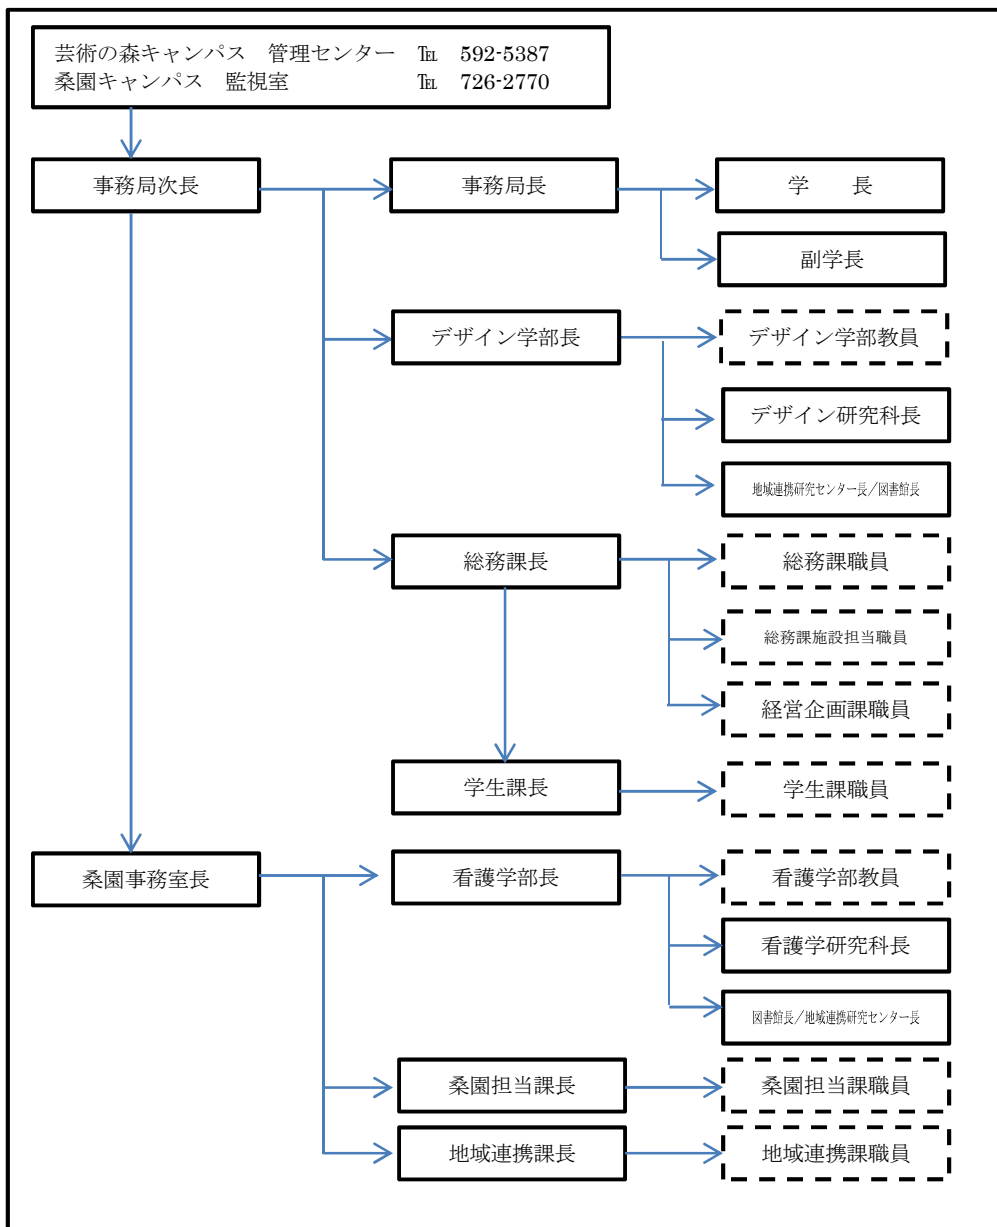 芸術の森キャンパス　管理センター　℡　592-5387
桑園キャンパス　監視室　℡　726-2770
事務局次長
事務局長
学　長
副学長
デザイン学部長
デザイン学部教員
デザイン研究科長
地域連携研究センター長／図書館長
総務課長
総務課職員
総務課施設担当職員
経営企画課職員
学生課長
学生課職員
桑園事務室長
看護学部長
看護学部教員
看護学研究科長
図書館長／地域連携研究センター長
桑園担当課長
桑園担当課職員
地域連携課長
地域連携課職員